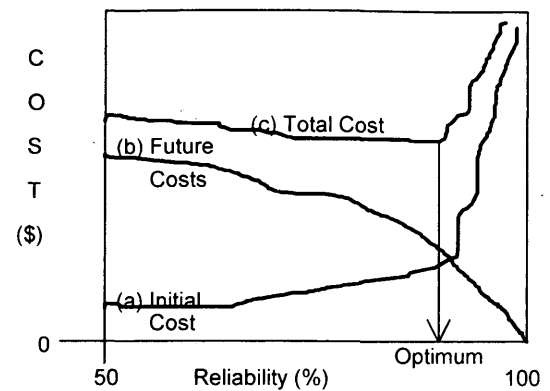 C
O
S
T
($)
(c) Total Cost
(b) Future
Costs
(a) Initial
Cost
0
Optimum
50
Reliability (%)
100